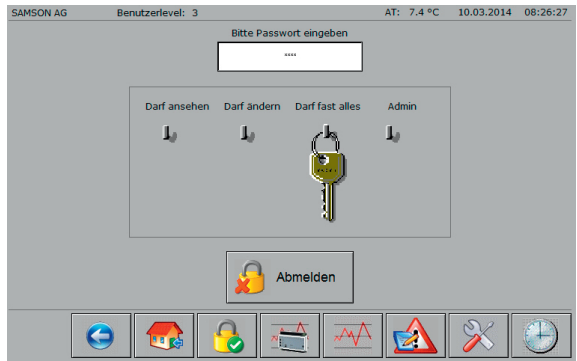 SAMSON AG Benutzerlevel: 3 AT: 7.4 °C 10.03.2014 08:26:27
Bitte Passwort eingeben
****
Darf ansehen Darf ändern Darf fast alles Admin
Abmelden